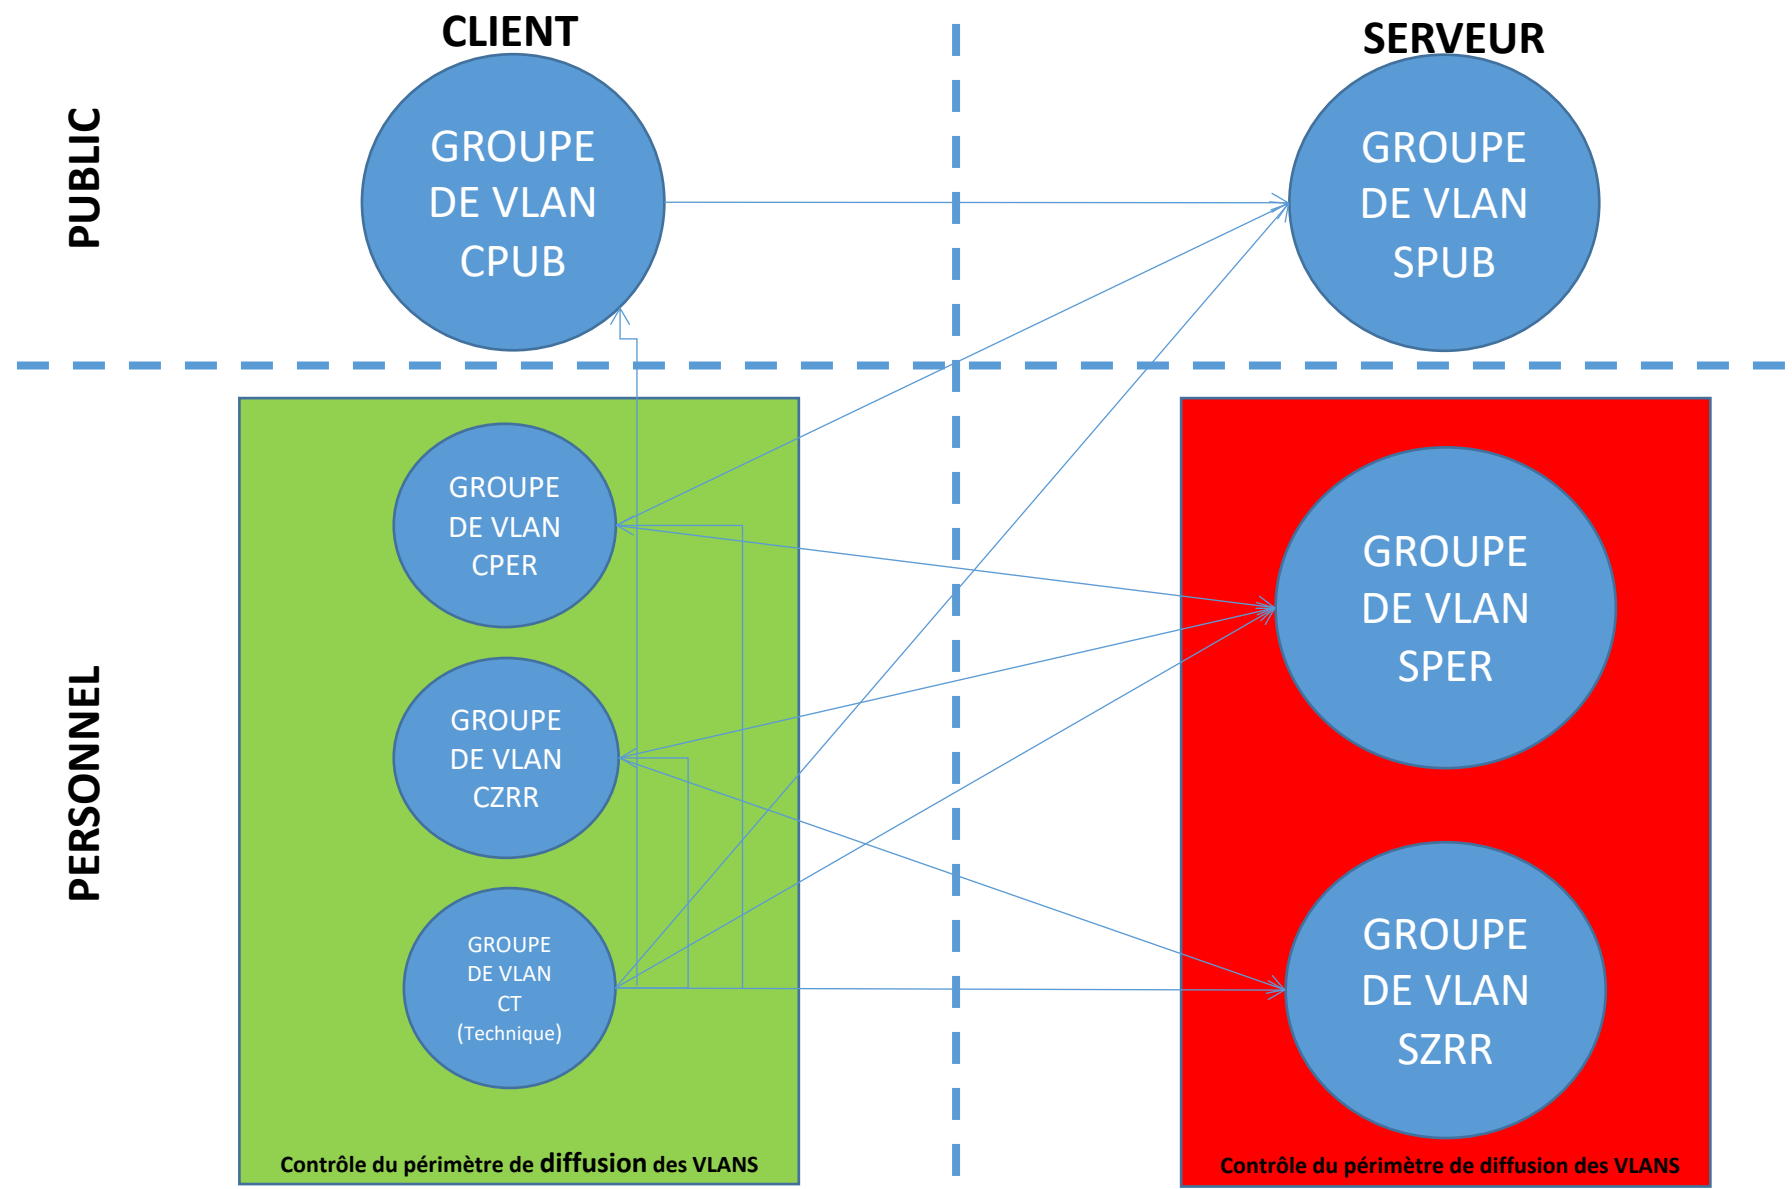 CLIENT
SERVEUR
PUBLIC
GROUPE
DE VLAN
CPUB
GROUPE
DE VLAN
SPUB
PERSONNEL
GROUPE
DE VLAN
CPER
GROUPE
DE VLAN
CZRR
GROUPE
DE VLAN
CT
(Technique)
Contrôle du périmètre de diffusion des VLANS
GROUPE
DE VLAN
SPER
GROUPE
DE VLAN
SZRR
Contrôle du périmètre de diffusion des VLANS